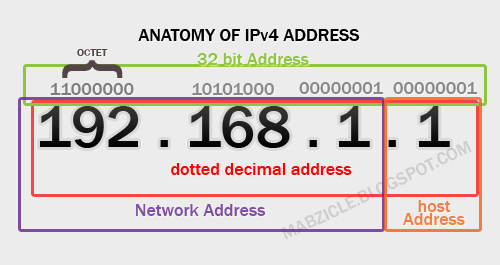 ANATOMY OF IPv4 ADDRESS
OCTET
32 bit Address
11000000 10101000 00000001 00000001
192 . 168 . 1 . 1
dotted decimal address
MABZICLE.BLOGSPOT.COM
Network Address
host
Address